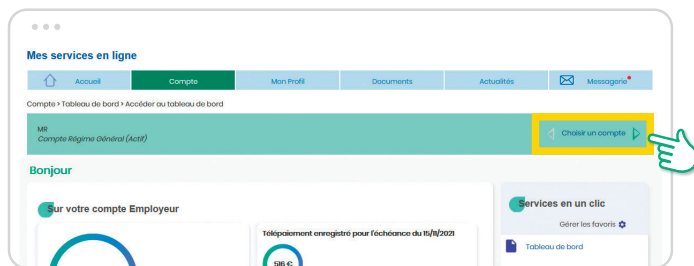 Mes services en ligne
Accueil Compte Mon Profil Documents Actualités Messagerie
Compte > Tableau de bord > Accéder au tableau de bord
MR
Compte Régime Général (Actif)
Choisir un compte
Bonjour
Sur votre compte Employeur
Services en un clic
Gérer les favoris
Télépaiement enregistré pour l'échéance du 15/11/2021
Tableau de bord
516 €